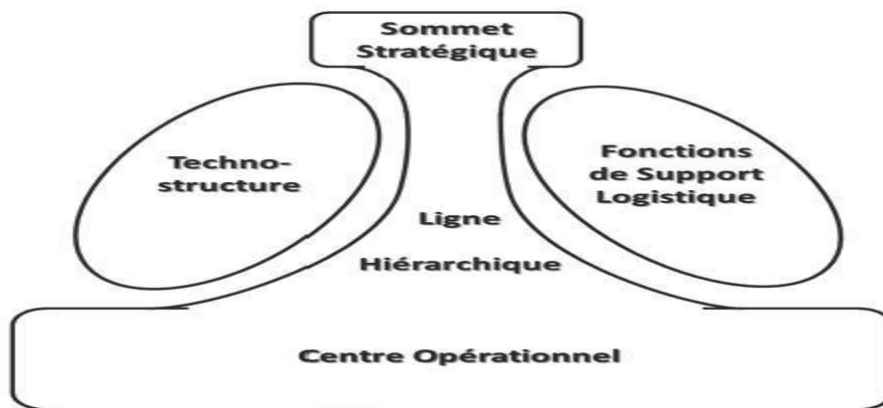 Sommet
Stratégique
Techno-
structure
Fonctions
de Support
Logistique
Ligne
Hiérarchique
Centre Opérationnel